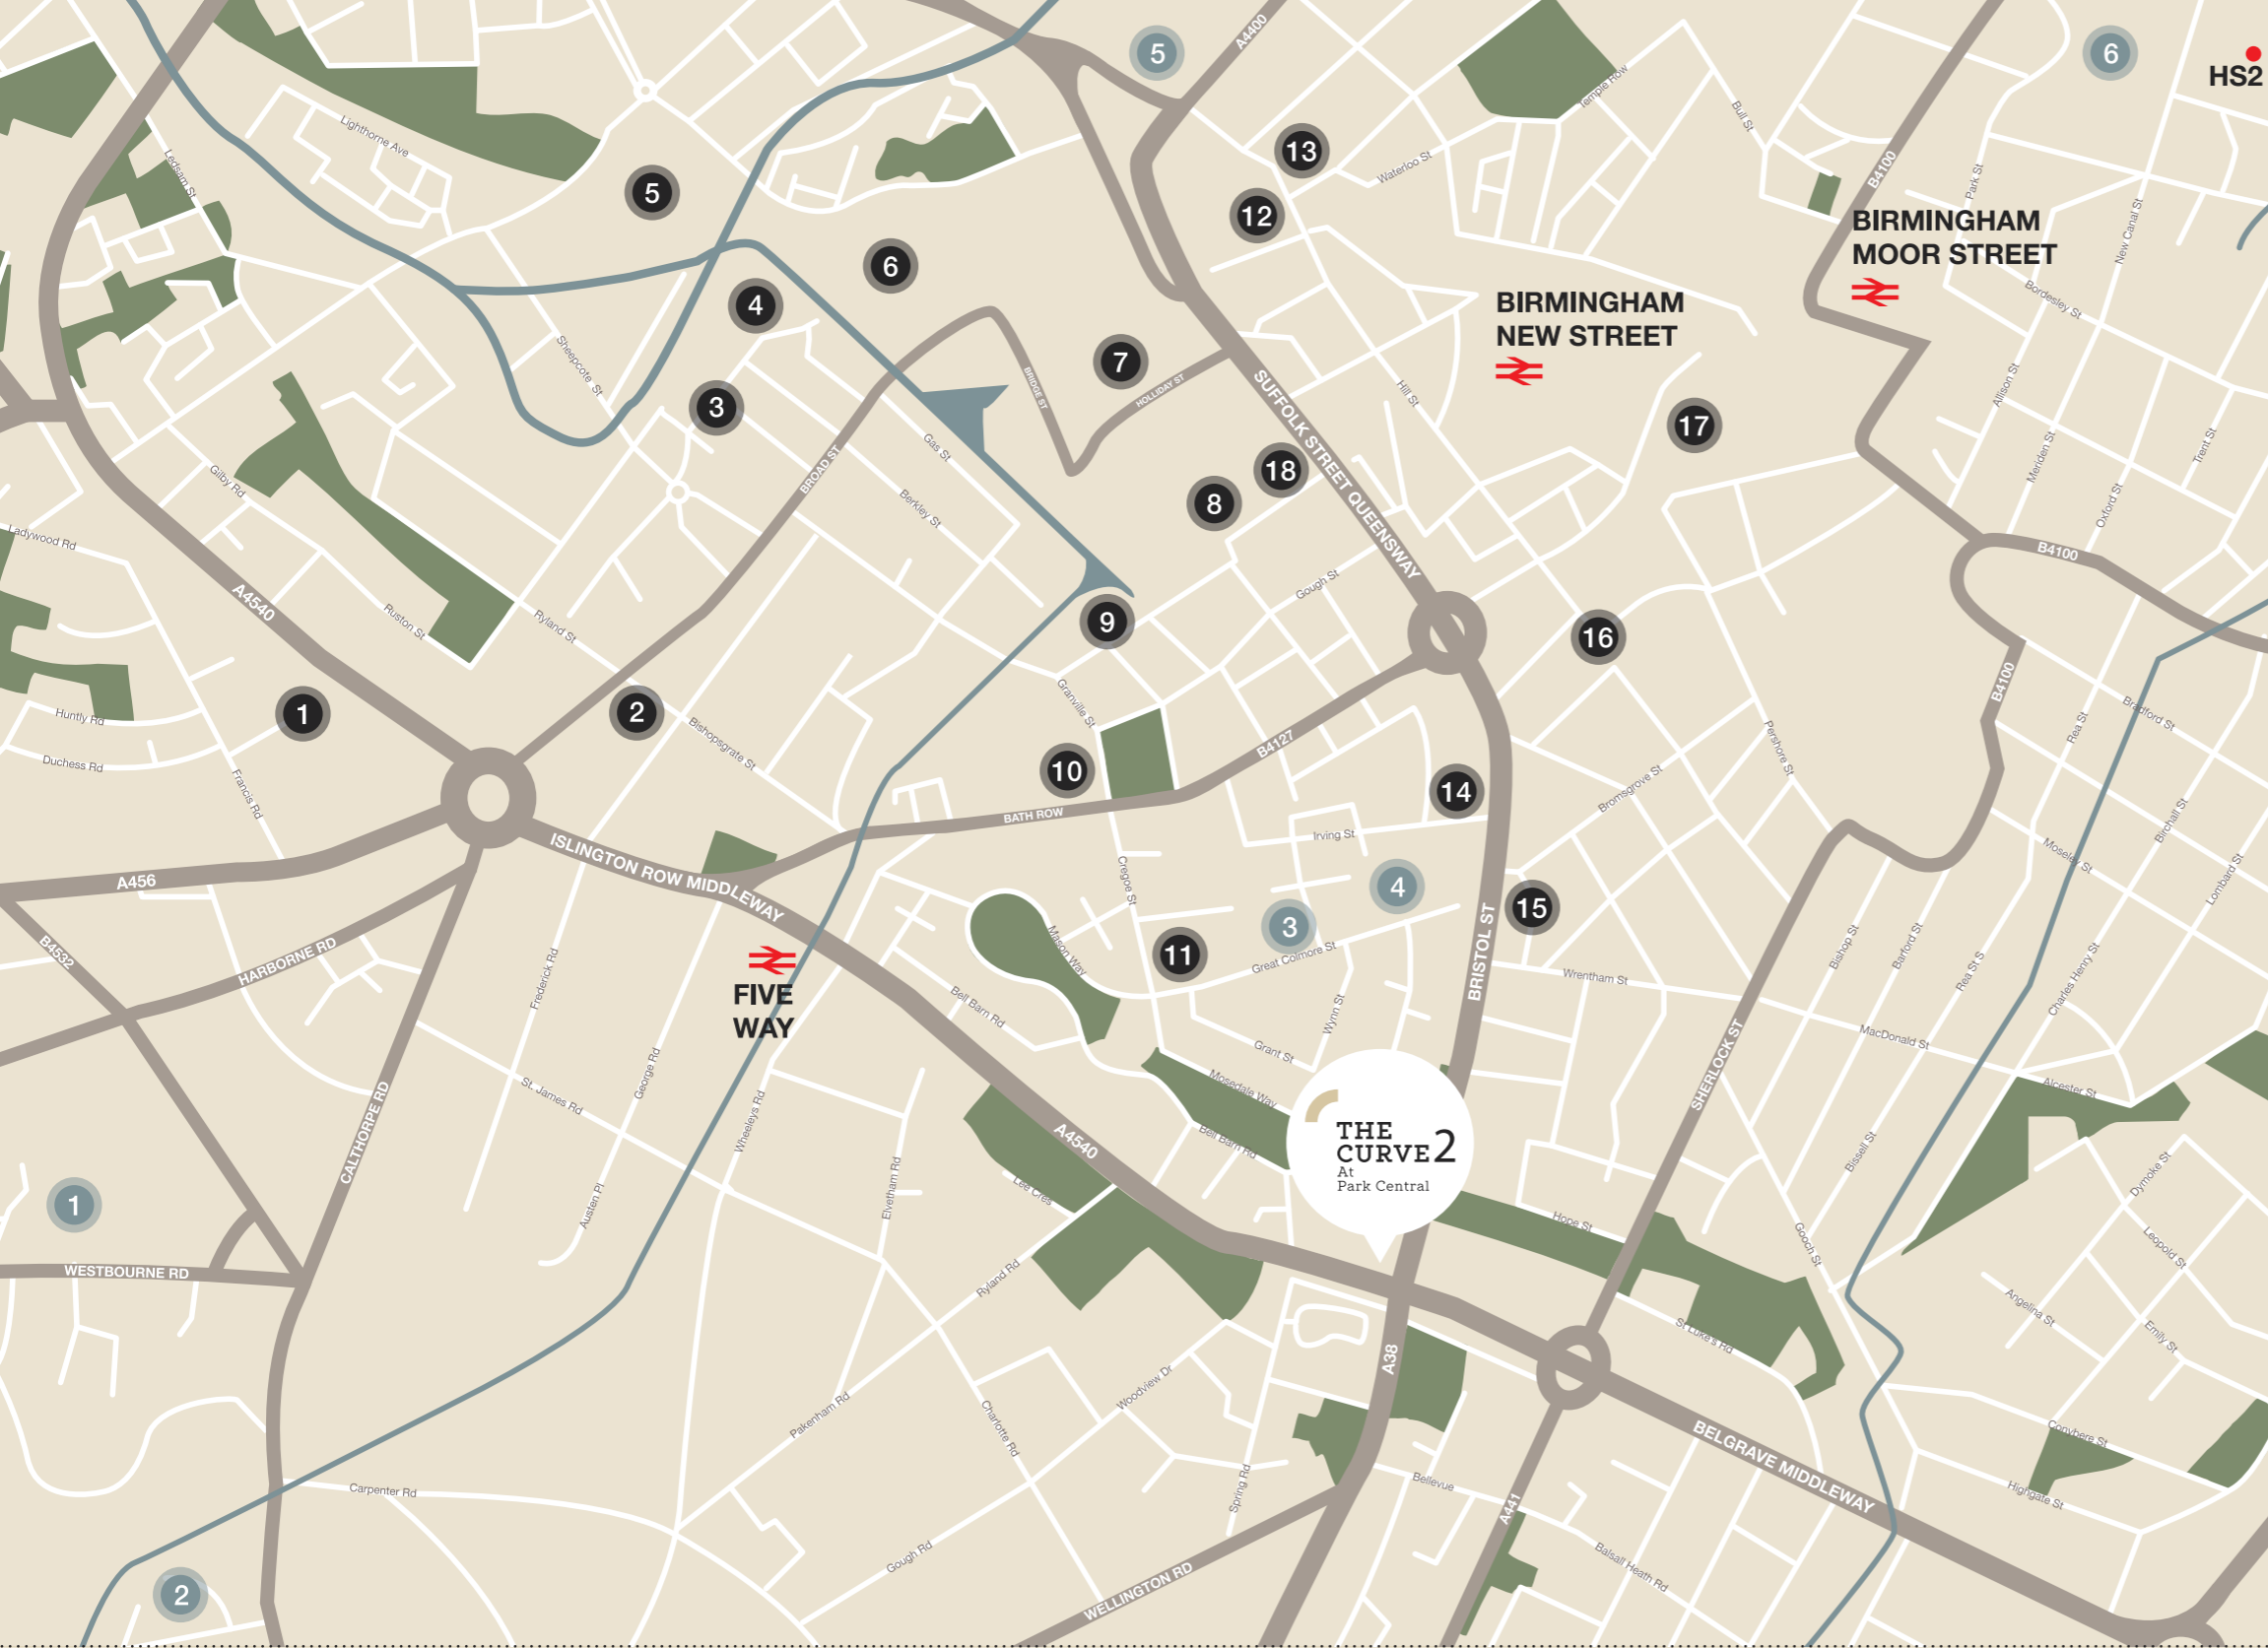 A4400
5
6
HS2
Temple Row
Bull St
Lighthorne Ave
Ledsam St
13
Waterloo St
B4100
Park St
5
12
New Canal St
BIRMINGHAM
MOOR STREET
6
4
BIRMINGHAM
NEW STREET
Bordesley St
Sheepcote St
7
BRIDGE ST
HOLLIDAY ST
SUFFOLK STREET QUEENSWAY
Hill St
Allison St
3
17
Gas St
BROAD ST
Meriden St
Trent St
Gilby Rd
18
8
Berkley St
Oxford St
Ladywood Rd
B4100
Gough St
A4540
Ruston St
Ryland St
9
16
B4100
1
2
Huntly Rd
Granville St
Bradford St
Rea St
Bishopsgrate St
B4127
Pershore St
Duchess Rd
10
14
Francis Rd
Bromsgrove St
BATH ROW
Birchall St
Irving St
ISLINGTON ROW MIDDLEWAY
Cregoe St
Moseley St
A456
4
Lombard St
15
3
B4532
HARBORNE RD
Mason Way
11
Great Colmore St
BRISTOL ST
Bishop St
Barford St
Rea St S
Charles Henry St
Frederick Rd
FIVE
WAY
Wrentham St
Bell Barn Rd
Wynn St
MacDonald St
Grant St
SHERLOCK ST
George Rd
St. James Rd
Mosedale Way
Alcester St
CALTHORPE RD
Wheeleys Rd
A4540
Bell Barn Rd
THE
CURVE 2
At
Park Central
Bissell St
Dymoke St
1
Austen Pl
Elvetham Rd
Lee Cres
Hope St
Gooch St
Leopold St
WESTBOURNE RD
Ryland Rd
Angelina St
St Luke's Rd
Emily St
A38
Woodview Dr
Pakenham Rd
Charlotte Rd
BELGRAVE MIDDLEWAY
Conybere St
Carpenter Rd
Spring Rd
Bellevue
Highgate St
A441
Gough Rd
Balsall Heath Rd
WELLINGTON RD
2